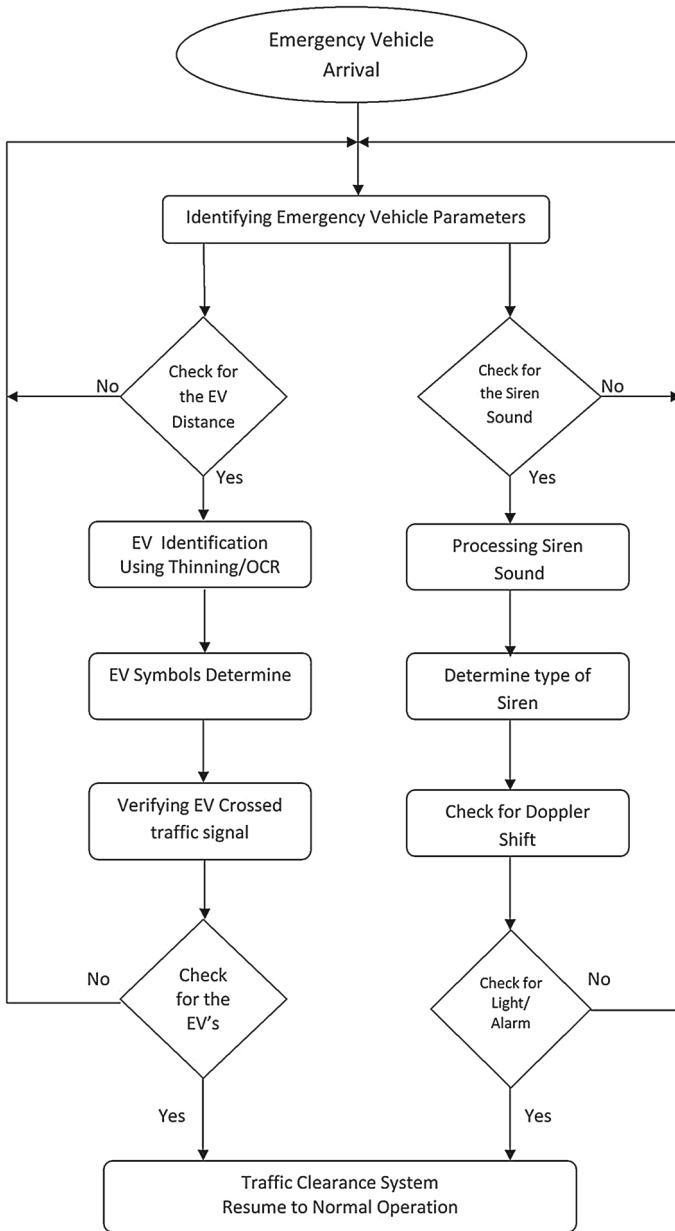 Emergency Vehicle
Arrival
Identifying Emergency Vehicle Parameters
Check for
the EV
Distance
No
Yes
Check for
the Siren
Sound
No
Yes
EV Identification
Using Thinning/OCR
Processing Siren
Sound
EV Symbols Determine
Determine type of
Siren
Verifying EV Crossed
traffic signal
Check for Doppler
Shift
Check
for the
EV's
No
Yes
Check for
Light/
Alarm
No
Yes
Traffic Clearance System
Resume to Normal Operation